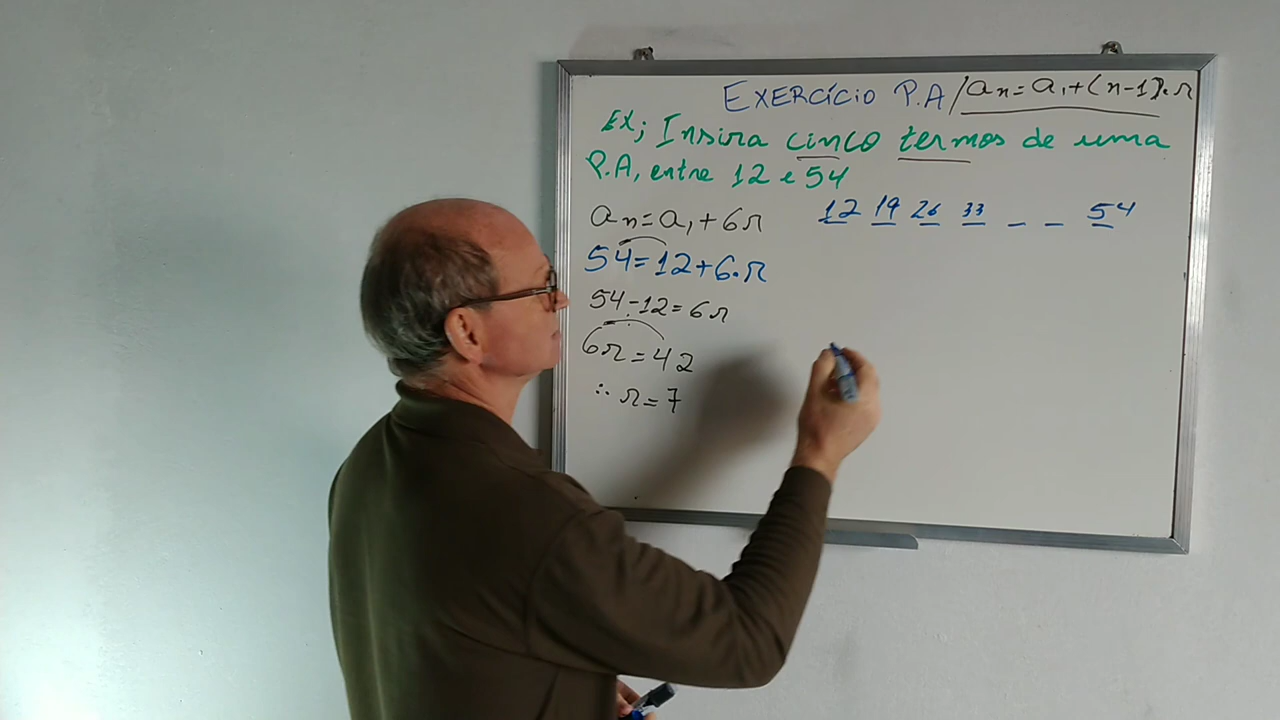 EXERCÍCIO P.A / an = a1 + (n-1).r
EX; Insira cinco termos de uma
P.A, entre 12 e 54
an = a1 + 6r
12 19 26 33 _ _ 54
54 = 12 + 6.r
54 - 12 = 6r
6r = 42
∴ r = 7